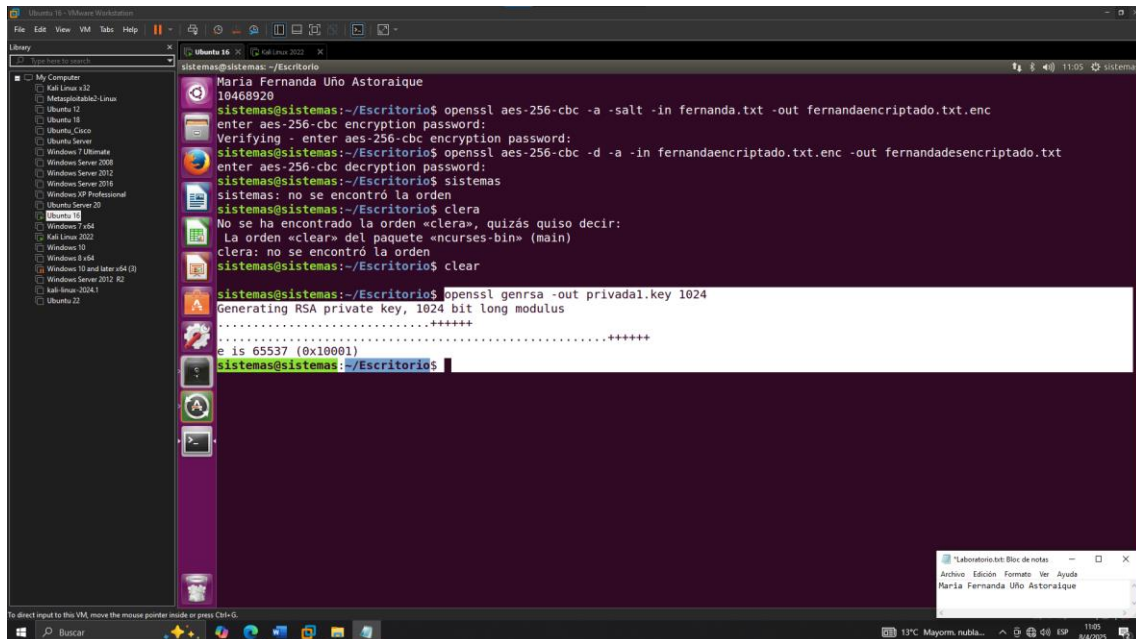 Ubuntu 16 - VMware Workstation
File Edit View VM Tabs Help
Library
Type here to search
My Computer
Kali Linux x32
Metasploitable2-Linux
Ubuntu 12
Ubuntu 18
Ubuntu_Cisco
Ubuntu Server
Windows 7 Ultimate
Windows Server 2008
Windows Server 2012
Windows Server 2016
Windows XP Professional
Ubuntu Server 20
Ubuntu 16
Windows 7 x64
Kali Linux 2022
Windows 10
Windows 8 x64
Windows 10 and later x64 (3)
Windows Server 2012 R2
kali-linux-2024.1
Ubuntu 22
Ubuntu 16
Kali Linux 2022
sistemas@sistemas: ~/Escritorio
11:05 sistemas
Maria Fernanda Uño Astoraique
10468920
sistemas@sistemas:~/Escritorio$ openssl aes-256-cbc -a -salt -in fernanda.txt -out fernandaencriptado.txt.enc
enter aes-256-cbc encryption password:
Verifying - enter aes-256-cbc encryption password:
sistemas@sistemas:~/Escritorio$ openssl aes-256-cbc -d -a -in fernandaencriptado.txt.enc -out fernandadesencriptado.txt
enter aes-256-cbc decryption password:
sistemas@sistemas:~/Escritorio$ sistemas
sistemas: no se encontró la orden
sistemas@sistemas:~/Escritorio$ clera
No se ha encontrado la orden «clera», quizás quiso decir:
La orden «clear» del paquete «ncurses-bin» (main)
clera: no se encontró la orden
sistemas@sistemas:~/Escritorio$ clear
sistemas@sistemas:~/Escritorio$ openssl genrsa -out privada1.key 1024
Generating RSA private key, 1024 bit long modulus
..............................++++++
.......................................................++++++
e is 65537 (0x10001)
sistemas@sistemas:~/Escritorio$
*Laboratorio.txt: Bloc de notas
Archivo Edición Formato Ver Ayuda
María Fernanda Uño Astoraique
To direct input to this VM, move the mouse pointer inside or press Ctrl+G.
Buscar
13°C Mayorm. nubla...
ESP
11:05
8/4/2025